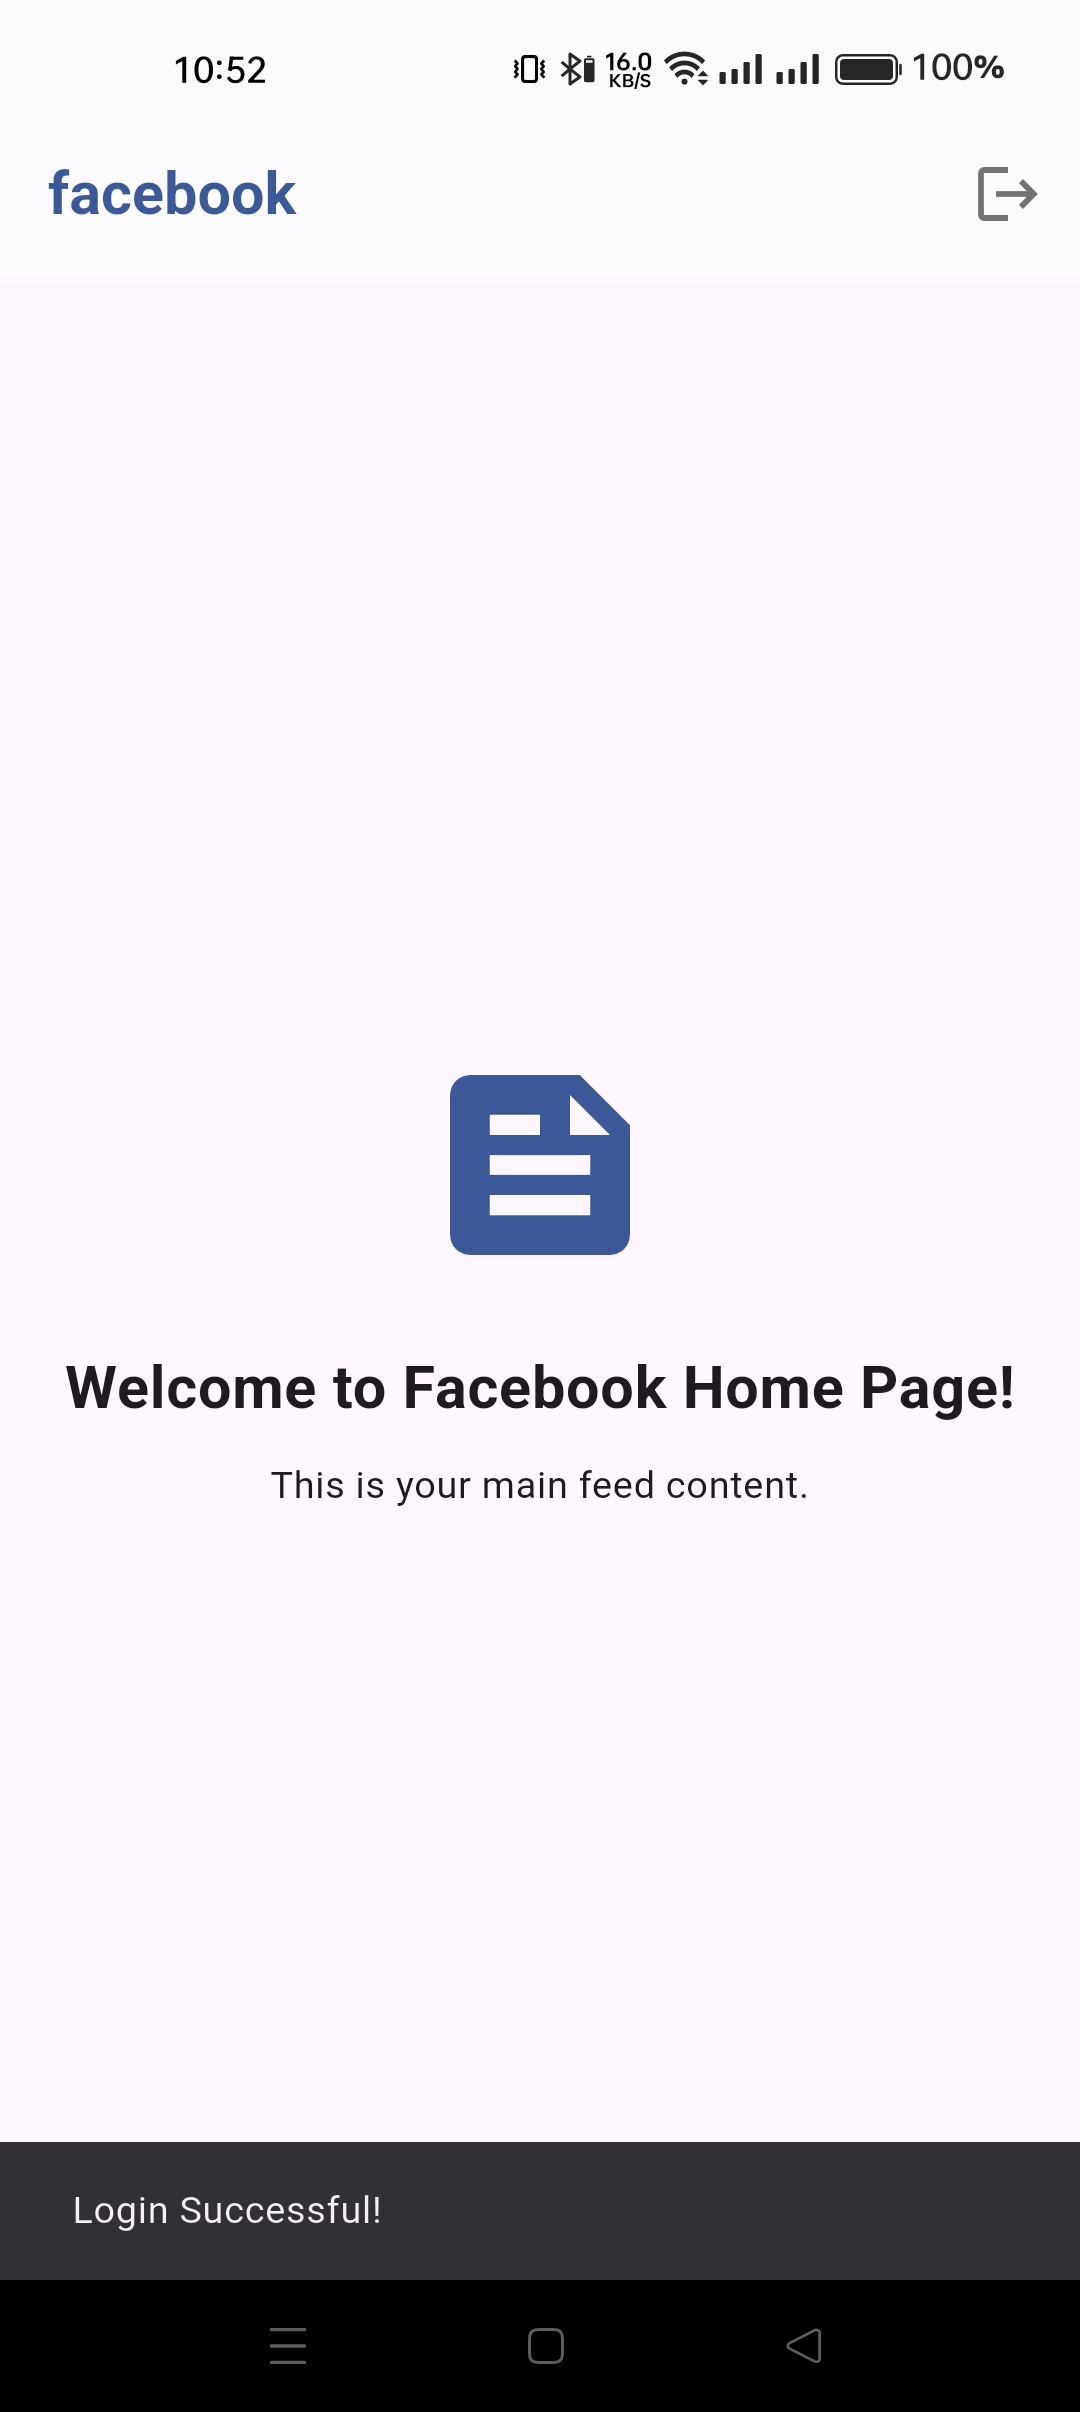 10:52
16.0
KB/S
100%
facebook
Welcome to Facebook Home Page!
This is your main feed content.
Login Successful!